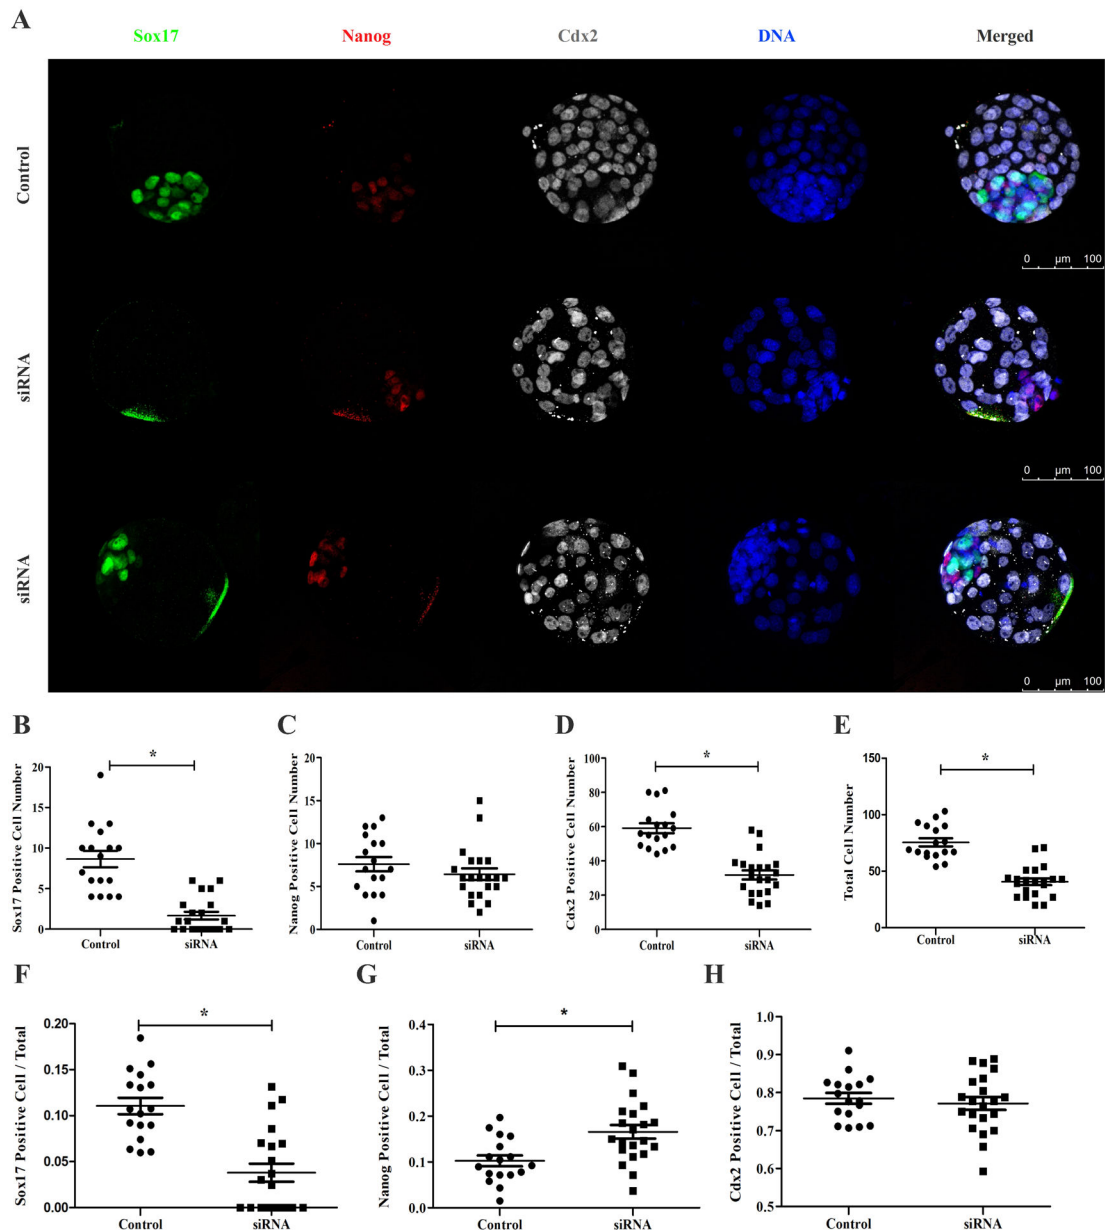 A
Sox17 Nanog Cdx2 DNA Merged
Control
0 µm 100
siRNA
0 µm 100
siRNA
0 µm 100
B
C
D
E
Sox17 Positive Cell Number
20
15
10
5
0
*
Control siRNA
Nanog Positive Cell Number
20
15
10
5
0
Control siRNA
Cdx2 Positive Cell Number
100
80
60
40
20
0
*
Control siRNA
Total Cell Number
150
100
50
0
*
Control siRNA
F
G
H
Sox17 Positive Cell / Total
0.20
0.15
0.10
0.05
0.00
*
Control siRNA
Nanog Positive Cell / Total
0.4
0.3
0.2
0.1
0.0
*
Control siRNA
Cdx2 Positive Cell / Total
1.0
0.9
0.8
0.7
0.6
0.5
Control siRNA